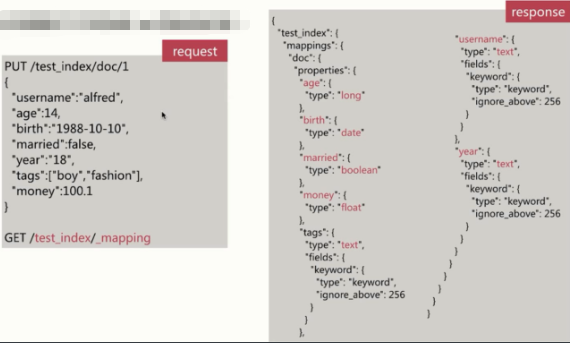 request
PUT /test_index/doc/1
{
"username":"alfred",
"age":14,
"birth":"1988-10-10",
"married":false,
"year":"18",
"tags":["boy","fashion"],
"money":100.1
}
GET /test_index/_mapping
response
{
"test_index": {
"mappings": {
"doc": {
"properties": {
"age": {
"type": "long"
},
"birth": {
"type": "date"
},
"married": {
"type": "boolean"
},
"money": {
"type": "float"
},
"tags": {
"type": "text",
"fields": {
"keyword": {
"type": "keyword",
"ignore_above": 256
}
}
},
"username": {
"type": "text",
"fields": {
"keyword": {
"type": "keyword",
"ignore_above": 256
}
}
},
"year": {
"type": "text",
"fields": {
"keyword": {
"type": "keyword",
"ignore_above": 256
}
}
}
}
}
}
}
}